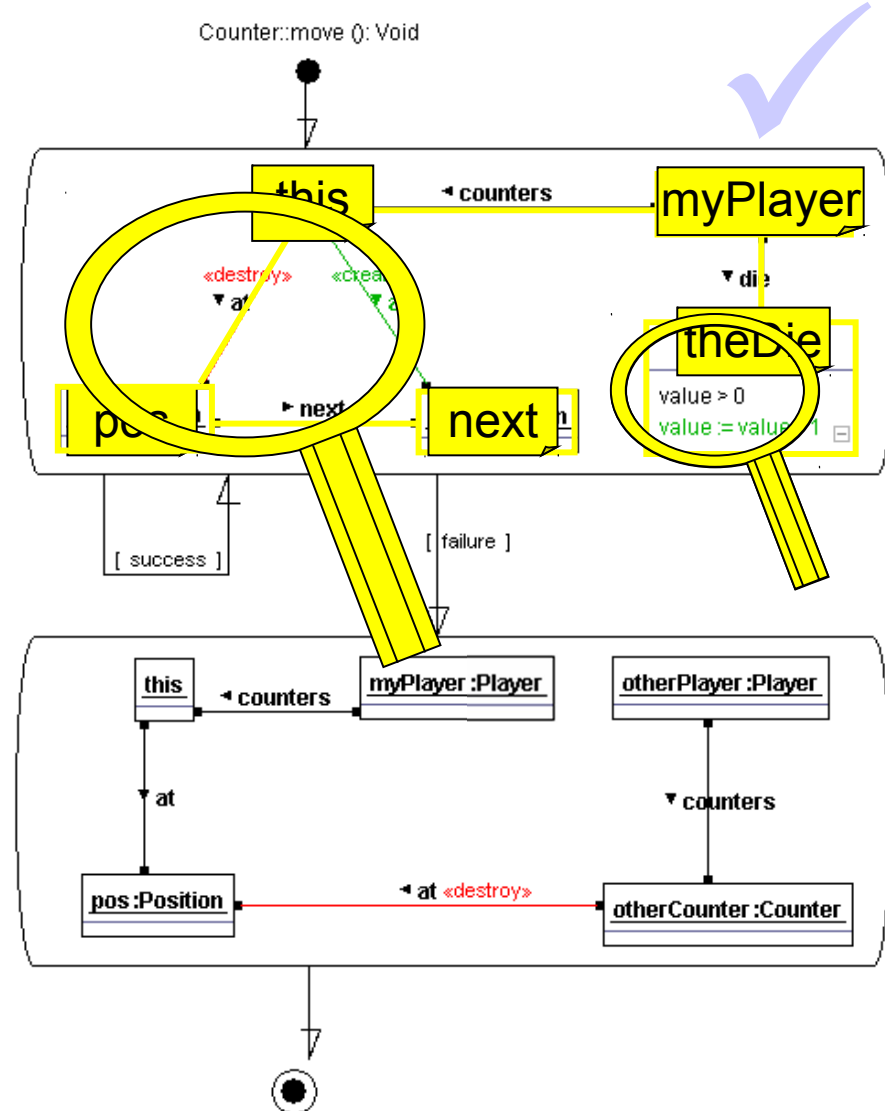 Counter::move (): Void
this
◄ counters
myPlayer
«destroy»
▼ at
▼ die
theDie
value > 0
pos
► next
next
[ success ]
[ failure ]
this
◄ counters
myPlayer :Player
otherPlayer :Player
▼ at
▼ counters
pos :Position
◄ at «destroy»
otherCounter :Counter